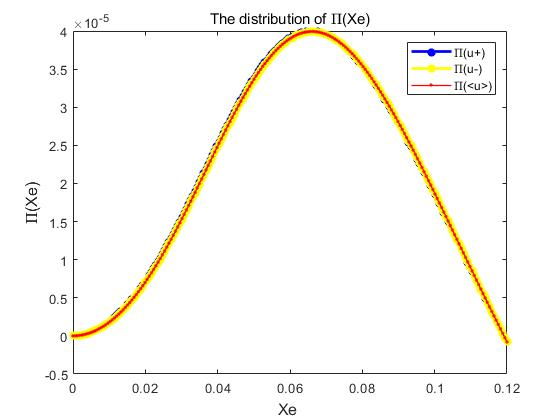 The distribution of Π(Xe)
×10⁻⁵
4
3.5
3
2.5
2
1.5
1
0.5
0
-0.5
Π(Xe)
Π(u+)
Π(u-)
Π(<u>)
0 0.02 0.04 0.06 0.08 0.1 0.12
Xe